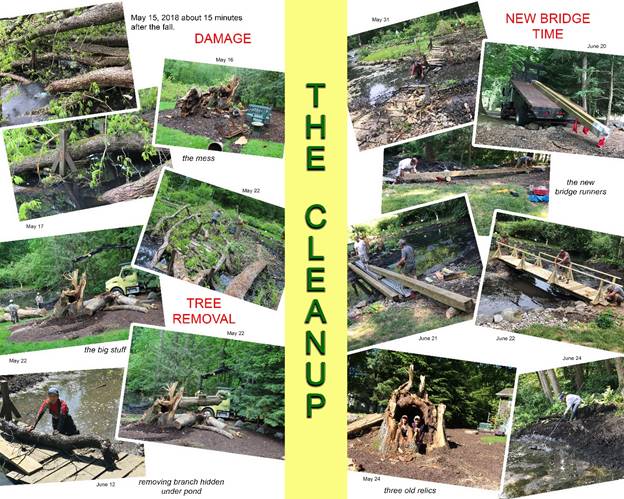 May 15, 2018 about 15 minutes
after the fall.
DAMAGE
May 16
the mess
May 17
May 22
TREE
REMOVAL
May 22
the big stuff
May 22
June 12
removing branch hidden
under pond
THE CLEANUP
May 31
NEW BRIDGE
TIME
June 20
the new
bridge runners
June 21
June 22
June 24
May 24
three old relics